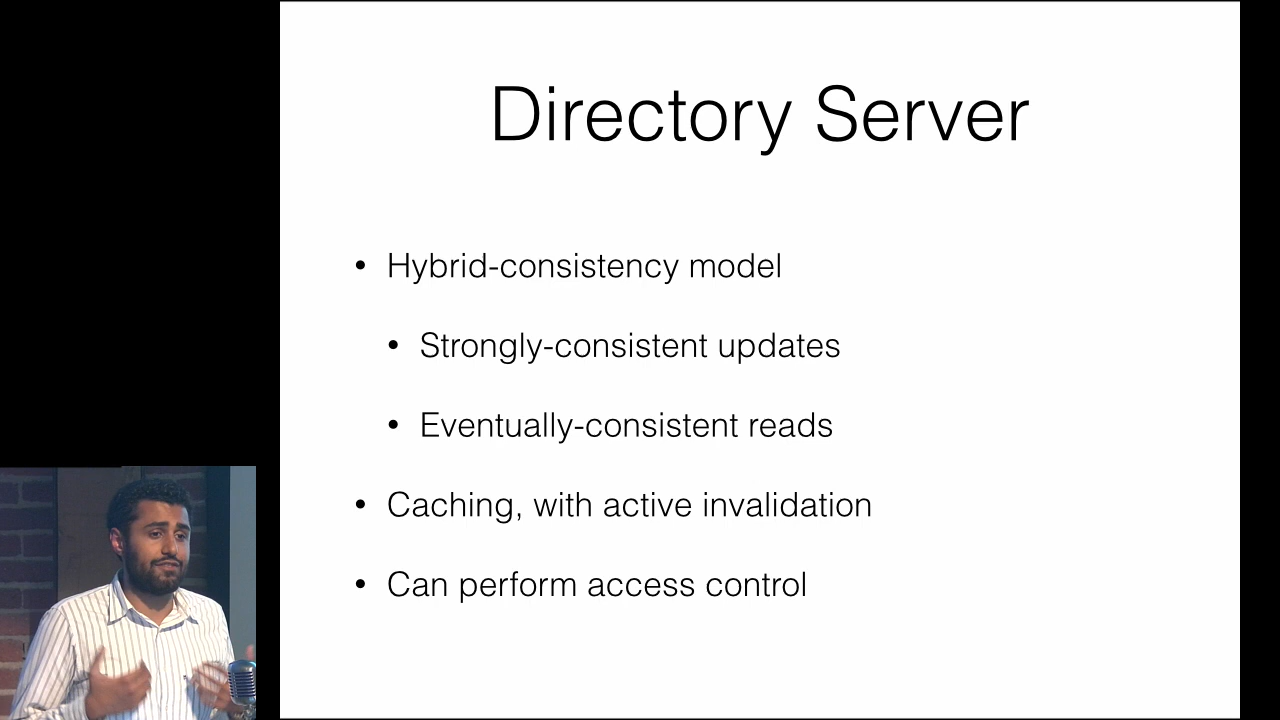 Directory Server
• Hybrid-consistency model
• Strongly-consistent updates
• Eventually-consistent reads
• Caching, with active invalidation
• Can perform access control